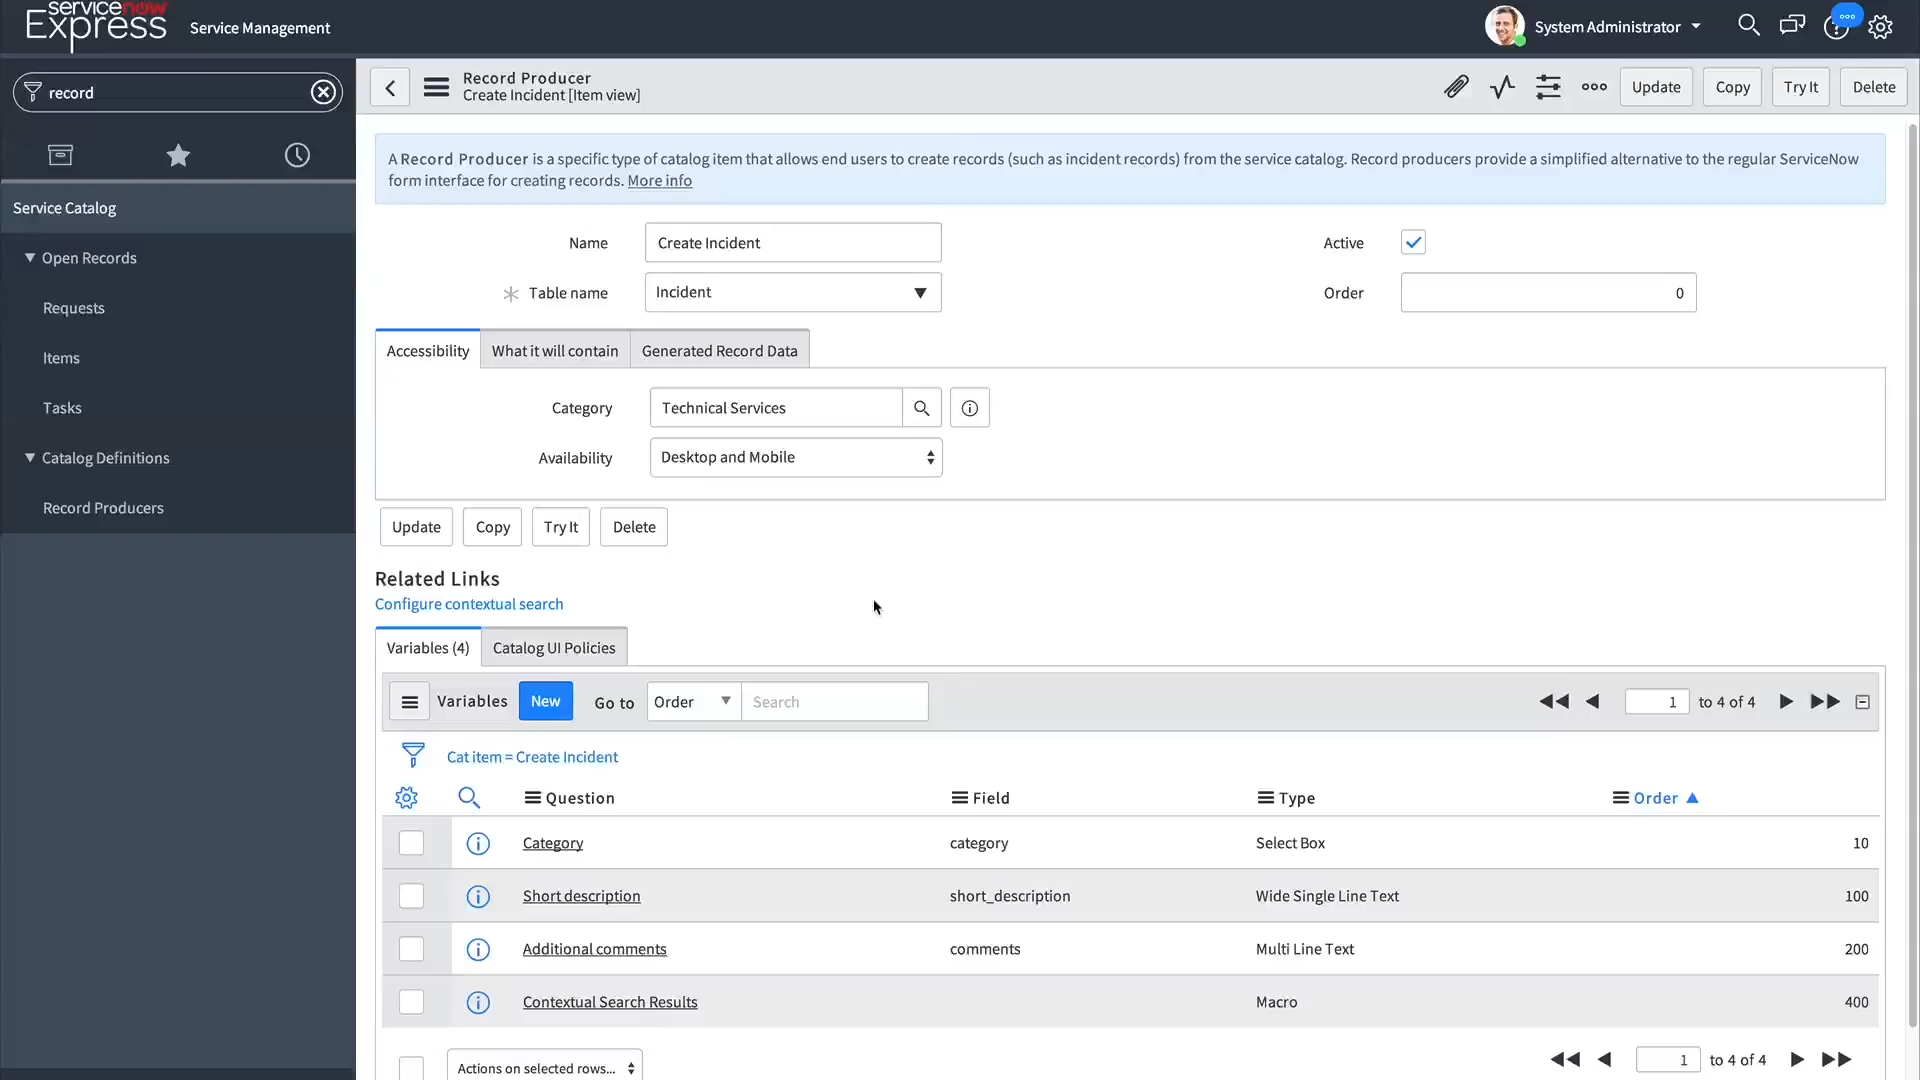 servicenow
Express Service Management
System Administrator
record
Record Producer
Create Incident [Item view]
Update Copy Try It Delete
Service Catalog
Open Records
Requests
Items
Tasks
Catalog Definitions
Record Producers
A Record Producer is a specific type of catalog item that allows end users to create records (such as incident records) from the service catalog. Record producers provide a simplified alternative to the regular ServiceNow
form interface for creating records. More info
Name Create Incident Active
Table name Incident Order 0
Accessibility What it will contain Generated Record Data
Category Technical Services
Availability Desktop and Mobile
Update Copy Try It Delete
Related Links
Configure contextual search
Variables (4) Catalog UI Policies
Variables New Go to Order Search 1 to 4 of 4
Cat item = Create Incident
Question Field Type Order
Category category Select Box 10
Short description short_description Wide Single Line Text 100
Additional comments comments Multi Line Text 200
Contextual Search Results Macro 400
Actions on selected rows... 1 to 4 of 4